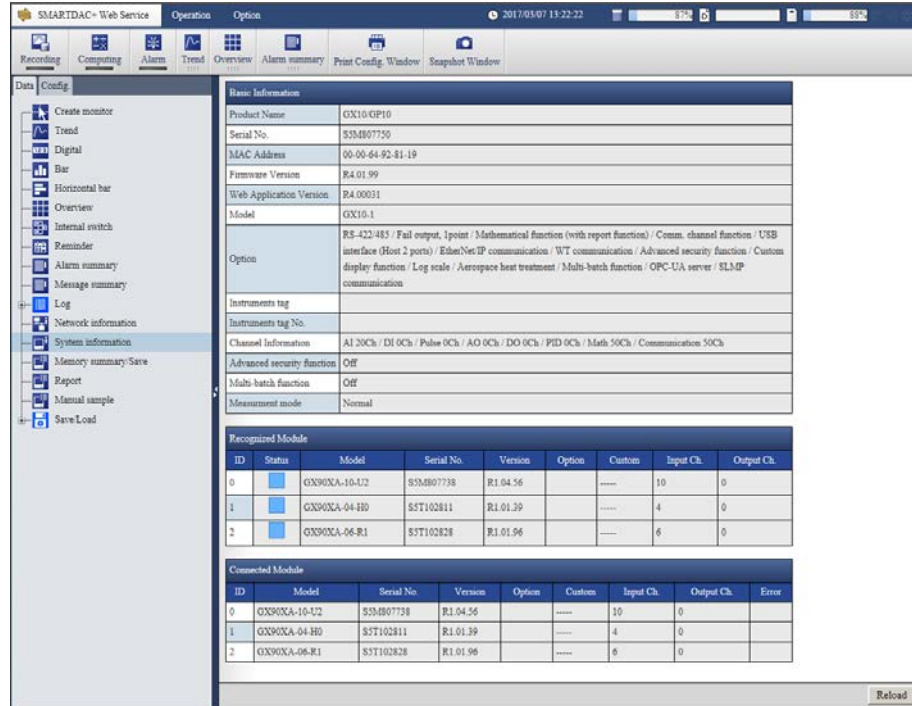 SMARTDAC+ Web Service Operation Option 2017/03/07 13:22:22 87% 88%
Recording Computing Alarm Trend Overview Alarm summary Print Config. Window Snapshot Window
Data Config.
Create monitor
Trend
Digital
Bar
Horizontal bar
Overview
Internal switch
Reminder
Alarm summary
Message summary
Log
Network information
System information
Memory summary/Save
Report
Manual sample
Save/Load
Basic Information
Product Name GX10/GP10
Serial No. S5M807750
MAC Address 00-00-64-92-81-19
Firmware Version R4.01.99
Web Application Version R4.00031
Model GX10-1
Option RS-422/485 / Fail output, 1point / Mathematical function (with report function) / Comm. channel function / USB
interface (Host 2 ports) / EtherNet/IP communication / WT communication / Advanced security function / Custom
display function / Log scale / Aerospace heat treatment / Multi-batch function / OPC-UA server / SLMP
communication
Instruments tag
Instruments tag No.
Channel Information AI 20Ch / DI 0Ch / Pulse 0Ch / AO 0Ch / DO 0Ch / PID 0Ch / Math 50Ch / Communication 50Ch
Advanced security function Off
Multi-batch function Off
Measurment mode Normal
Recognized Module
ID Status Model Serial No. Version Option Custom Input Ch. Output Ch.
0 GX90XA-10-U2 S5M807738 R1.04.56 ----- 10 0
1 GX90XA-04-H0 S5T102811 R1.01.39 ----- 4 0
2 GX90XA-06-R1 S5T102828 R1.01.96 ----- 6 0
Connected Module
ID Model Serial No. Version Option Custom Input Ch. Output Ch. Error
0 GX90XA-10-U2 S5M807738 R1.04.56 ----- 10 0
1 GX90XA-04-H0 S5T102811 R1.01.39 ----- 4 0
2 GX90XA-06-R1 S5T102828 R1.01.96 ----- 6 0
Reload